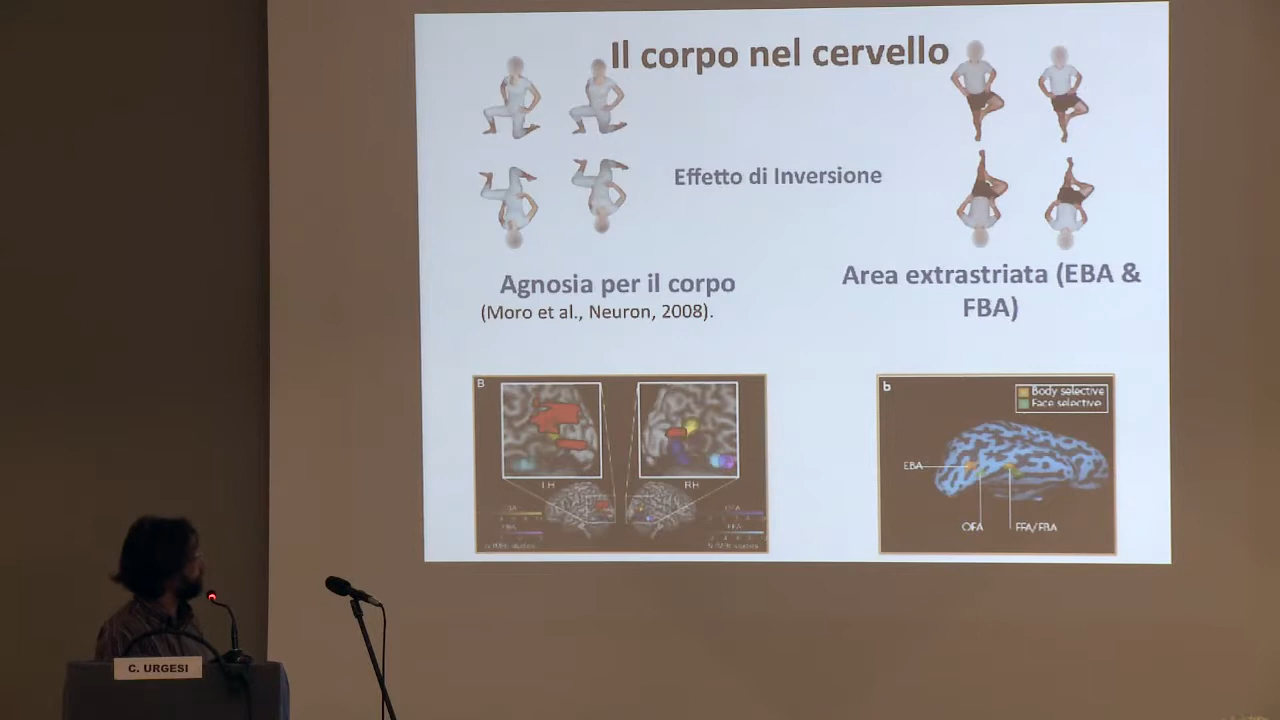 Il corpo nel cervello
Effetto di Inversione
Agnosia per il corpo
(Moro et al., Neuron, 2008).
Area extrastriata (EBA &
FBA)
B
LH
RH
b
Body selective
Face selective
EBA
OFA
FFA/FBA
C. URGESI